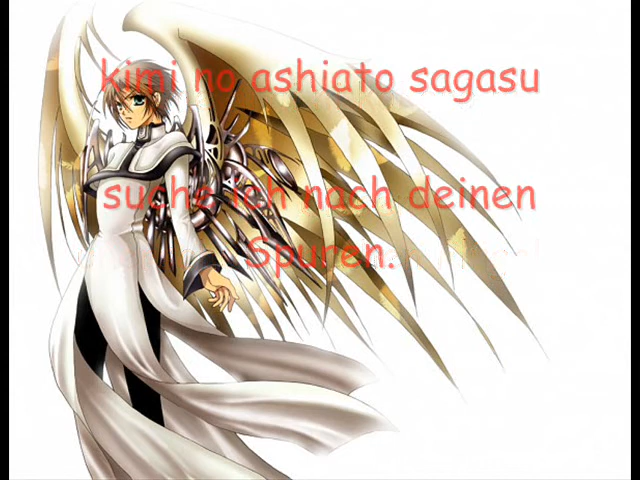 kimi no ashiato sagasu
suche ich nach deinen
Spuren.